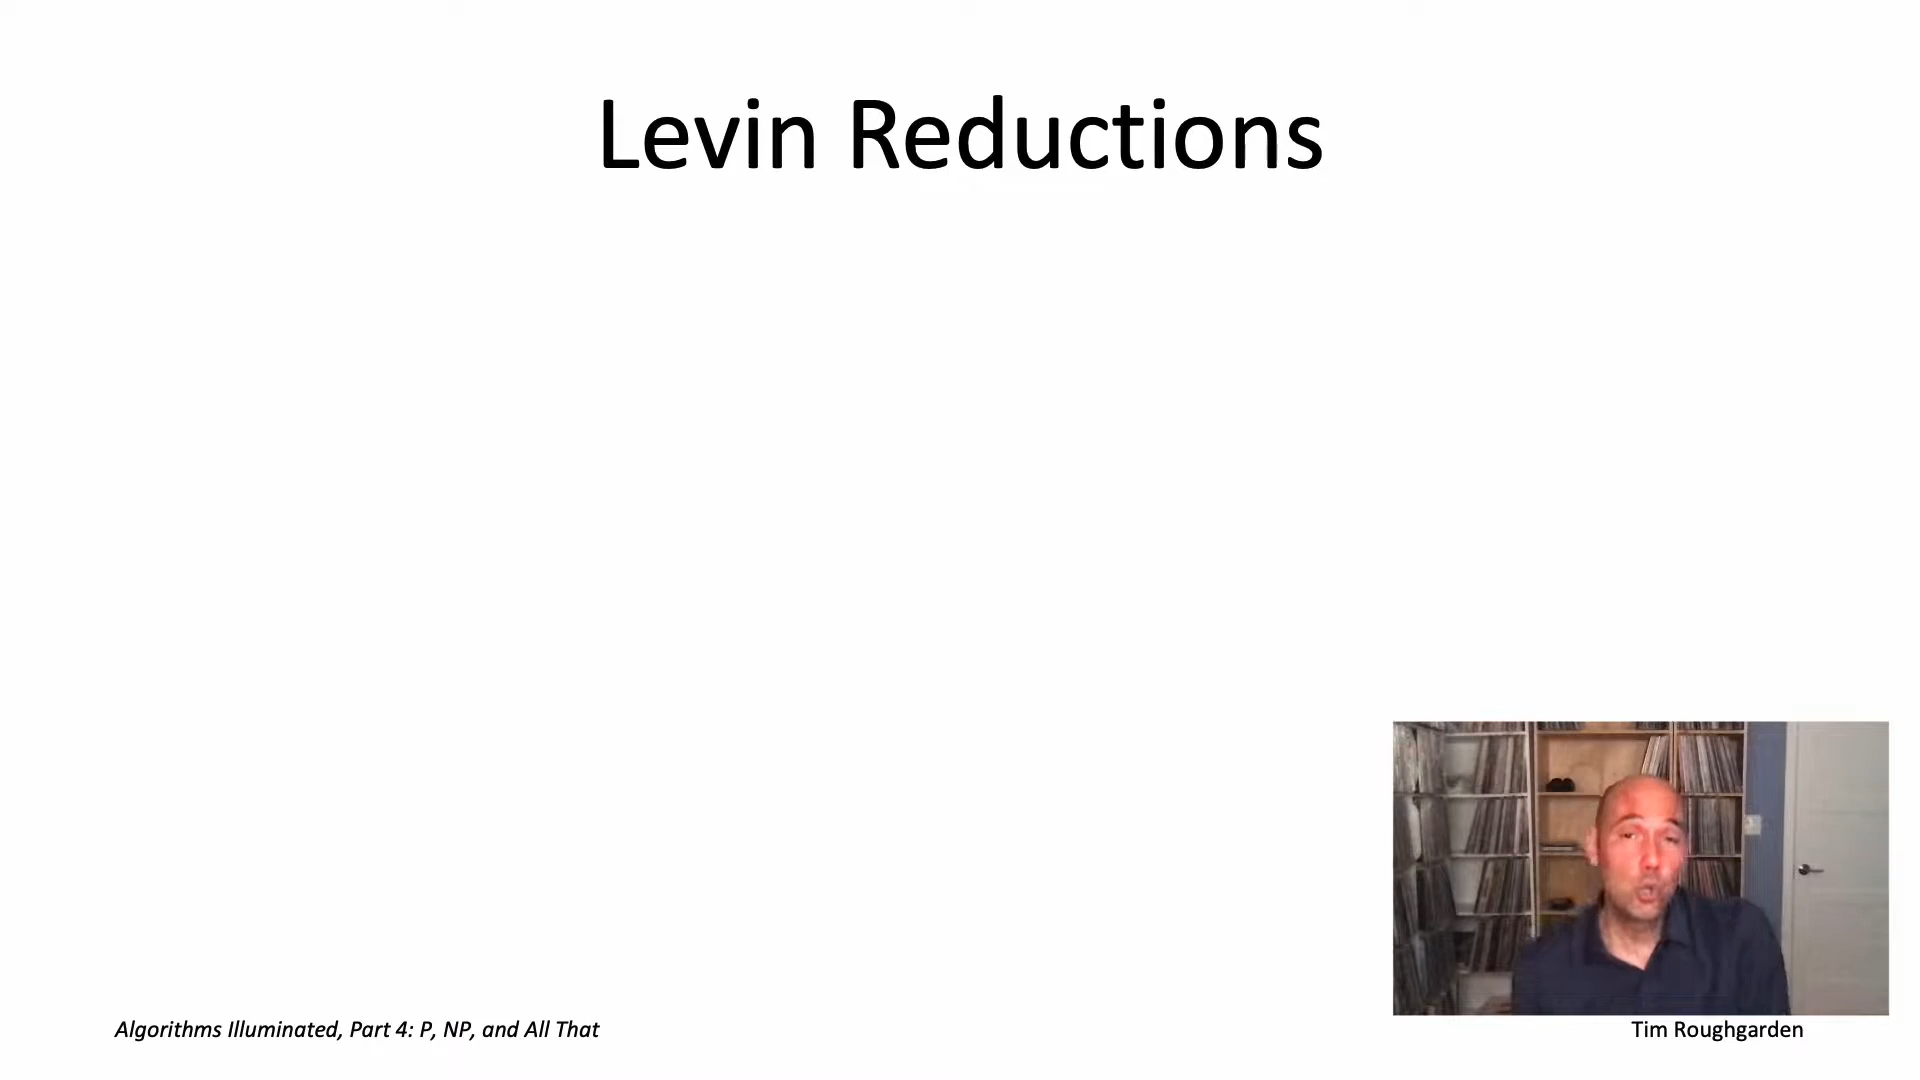 Levin Reductions
Algorithms Illuminated, Part 4: P, NP, and All That
Tim Roughgarden